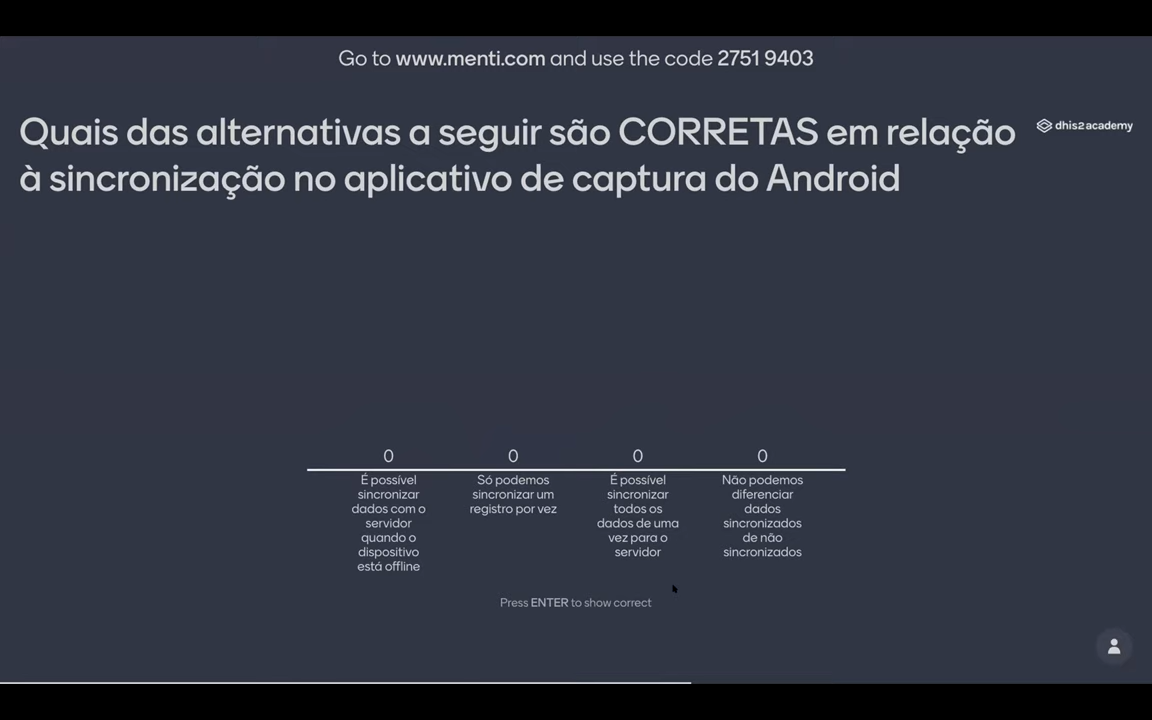 Go to www.menti.com and use the code 2751 9403
Quais das alternativas a seguir são CORRETAS em relação
à sincronização no aplicativo de captura do Android
dhis2academy
0
0
0
0
É possível
sincronizar
dados com o
servidor
quando o
dispositivo
está offline
Só podemos
sincronizar um
registro por vez
É possível
sincronizar
todos os
dados de uma
vez para o
servidor
Não podemos
diferenciar
dados
sincronizados
de não
sincronizados
Press ENTER to show correct